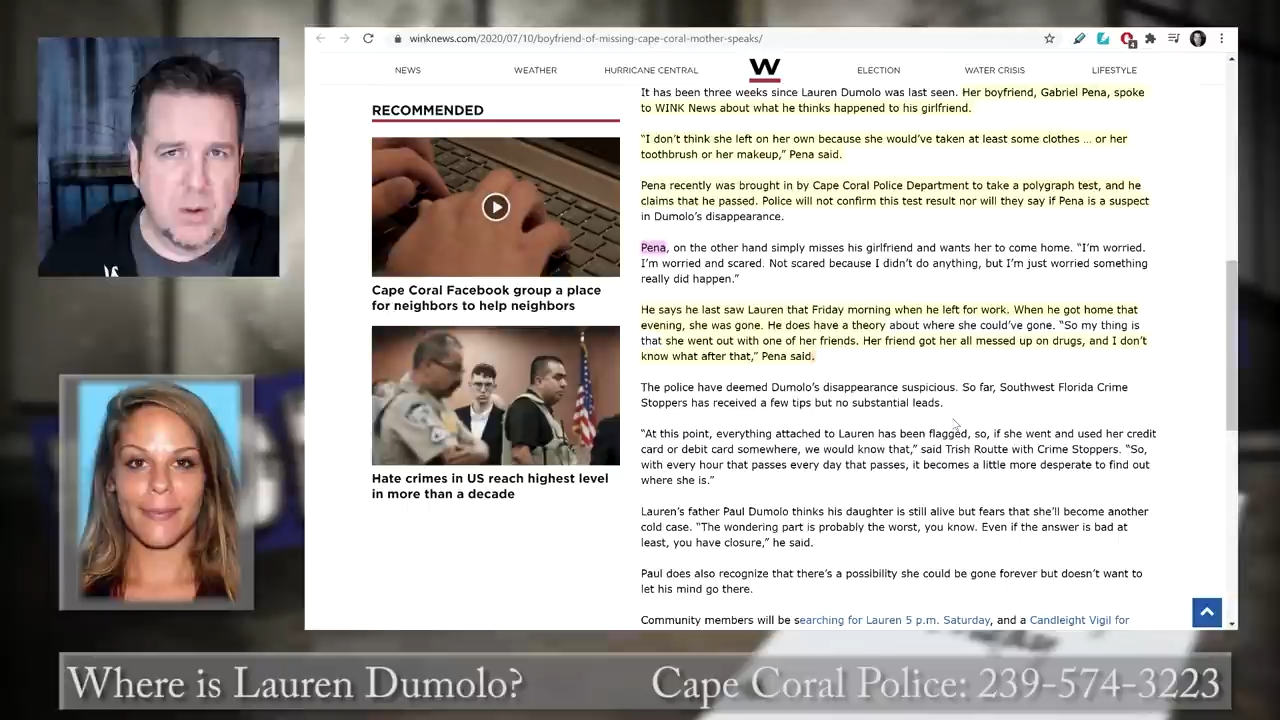 winknews.com/2020/07/10/boyfriend-of-missing-cape-coral-mother-speaks/
NEWS
WEATHER
HURRICANE CENTRAL
W
ELECTION
WATER CRISIS
LIFESTYLE
RECOMMENDED
Cape Coral Facebook group a place
for neighbors to help neighbors
Hate crimes in US reach highest level
in more than a decade
It has been three weeks since Lauren Dumolo was last seen. Her boyfriend, Gabriel Pena, spoke
to WINK News about what he thinks happened to his girlfriend.
“I don’t think she left on her own because she would’ve taken at least some clothes … or her
toothbrush or her makeup,” Pena said.
Pena recently was brought in by Cape Coral Police Department to take a polygraph test, and he
claims that he passed. Police will not confirm this test result nor will they say if Pena is a suspect
in Dumolo’s disappearance.
Pena, on the other hand simply misses his girlfriend and wants her to come home. “I’m worried.
I’m worried and scared. Not scared because I didn’t do anything, but I’m just worried something
really did happen.”
He says he last saw Lauren that Friday morning when he left for work. When he got home that
evening, she was gone. He does have a theory about where she could’ve gone. “So my thing is
that she went out with one of her friends. Her friend got her all messed up on drugs, and I don’t
know what after that,” Pena said.
The police have deemed Dumolo’s disappearance suspicious. So far, Southwest Florida Crime
Stoppers has received a few tips but no substantial leads.
“At this point, everything attached to Lauren has been flagged, so, if she went and used her credit
card or debit card somewhere, we would know that,” said Trish Routte with Crime Stoppers. “So,
with every hour that passes every day that passes, it becomes a little more desperate to find out
where she is.”
Lauren’s father Paul Dumolo thinks his daughter is still alive but fears that she’ll become another
cold case. “The wondering part is probably the worst, you know. Even if the answer is bad at
least, you have closure,” he said.
Paul does also recognize that there’s a possibility she could be gone forever but doesn’t want to
let his mind go there.
Community members will be searching for Lauren 5 p.m. Saturday, and a Candleight Vigil for
Where is Lauren Dumolo?
Cape Coral Police: 239-574-3223